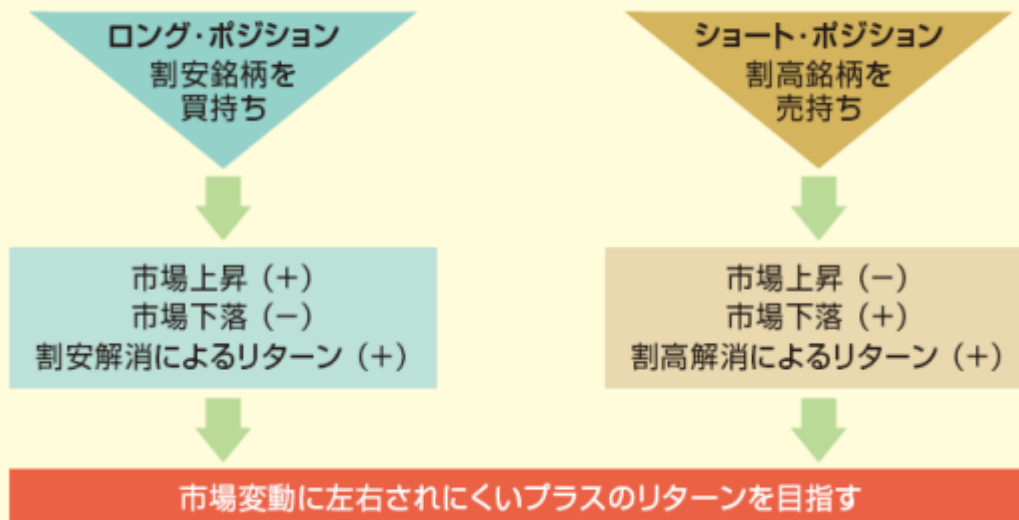 ロング・ポジション
割安銘柄を
買持ち
ショート・ポジション
割高銘柄を
売持ち
市場上昇（+）
市場下落（−）
割安解消によるリターン（+）
市場上昇（−）
市場下落（+）
割高解消によるリターン（+）
市場変動に左右されにくいプラスのリターンを目指す